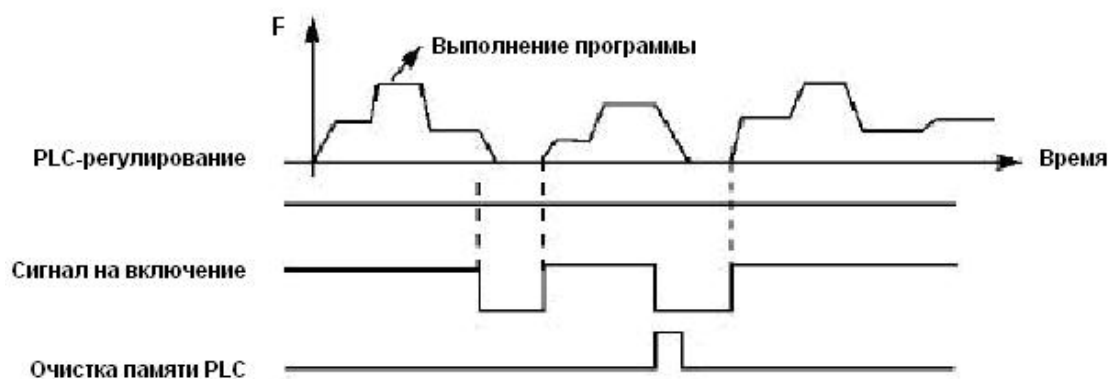 F
Выполнение программы
PLC-регулирование
Время
Сигнал на включение
Очистка памяти PLC